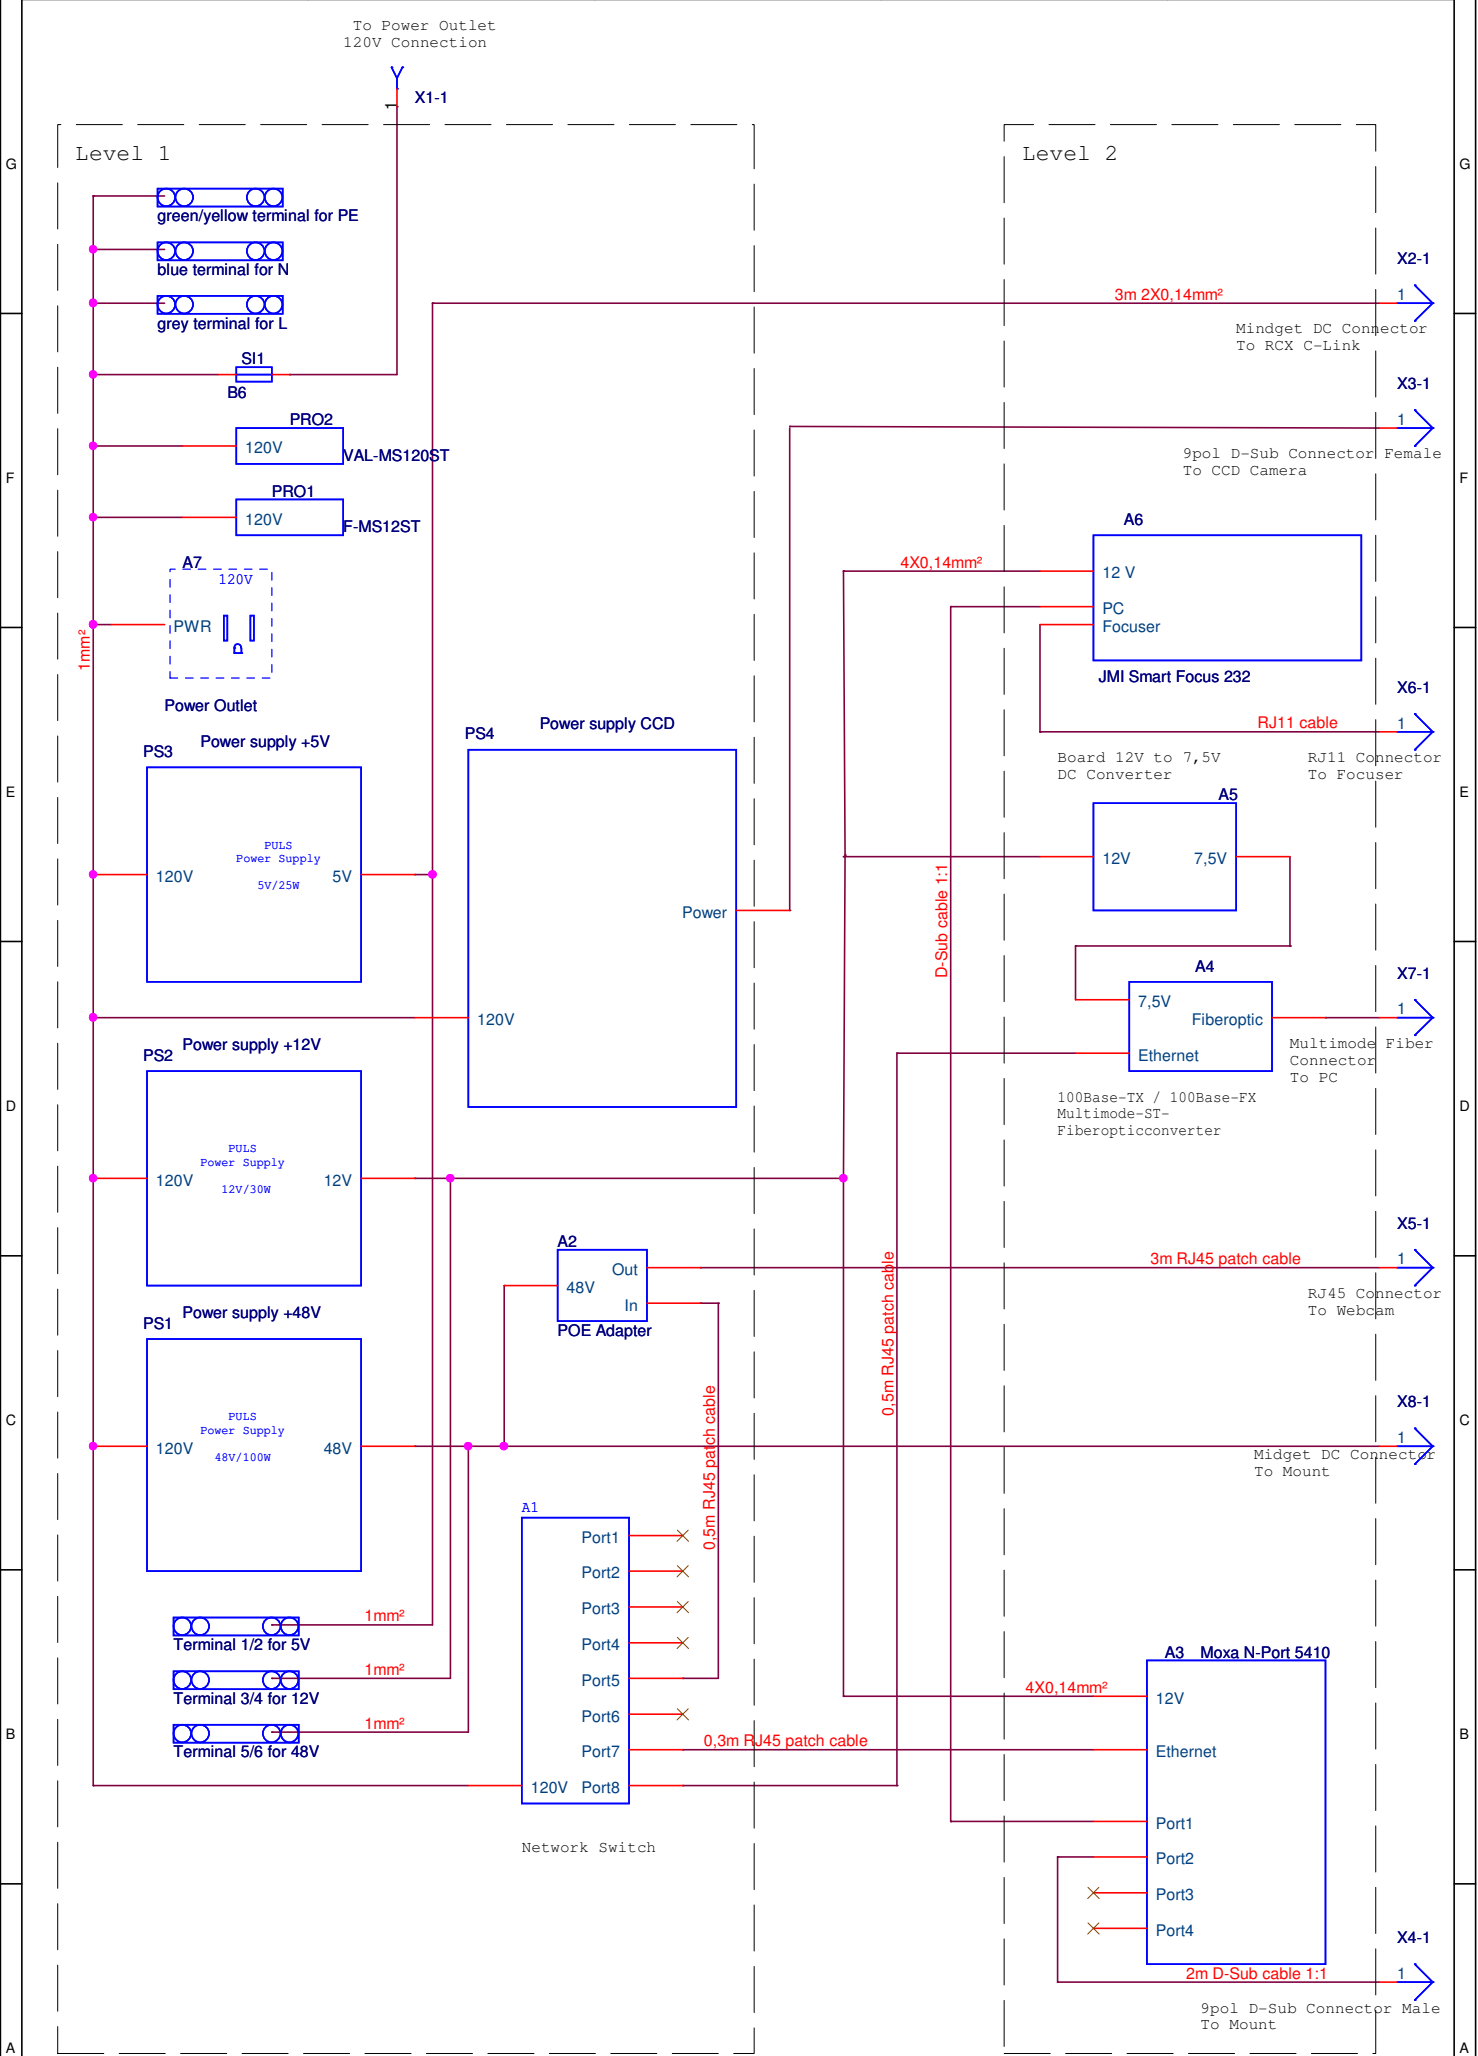 To Power Outlet
120V Connection
1
X1-1
Level 1
Level 2
G
G
green/yellow terminal for PE
blue terminal for N
grey terminal for L
SI1
B6
X2-1
3m 2X0,14mm²
1
Mindget DC Connector
To RCX C-Link
X3-1
1
9pol D-Sub Connector Female
To CCD Camera
PRO2
120V
VAL-MS120ST
F
F
PRO1
120V
F-MS12ST
A7
120V
PWR
Power Outlet
1mm²
A6
4X0,14mm²
12 V
PC
Focuser
JMI Smart Focus 232
X6-1
RJ11 cable
1
RJ11 Connector
To Focuser
Power supply +5V
PS3
PULS
Power Supply
5V/25W
120V
5V
Power supply CCD
PS4
Power
120V
E
E
Board 12V to 7,5V
DC Converter
A5
12V
7,5V
D-Sub cable 1:1
A4
7,5V
Fiberoptic
Ethernet
X7-1
1
Multimode Fiber
Connector
To PC
100Base-TX / 100Base-FX
Multimode-ST-
Fiberopticconverter
Power supply +12V
PS2
PULS
Power Supply
12V/30W
120V
12V
D
D
A2
Out
48V
In
POE Adapter
X5-1
3m RJ45 patch cable
1
RJ45 Connector
To Webcam
Power supply +48V
PS1
PULS
Power Supply
48V/100W
120V
48V
0,5m RJ45 patch cable
0,5m RJ45 patch cable
C
C
X8-1
1
Midget DC Connector
To Mount
A1
Port1
Port2
Port3
Port4
Port5
Port6
Port7
120V
Port8
Network Switch
1mm²
Terminal 1/2 for 5V
1mm²
Terminal 3/4 for 12V
1mm²
Terminal 5/6 for 48V
B
B
0,3m RJ45 patch cable
A3
Moxa N-Port 5410
4X0,14mm²
12V
Ethernet
Port1
Port2
Port3
Port4
X4-1
2m D-Sub cable 1:1
1
9pol D-Sub Connector Male
To Mount
A
A